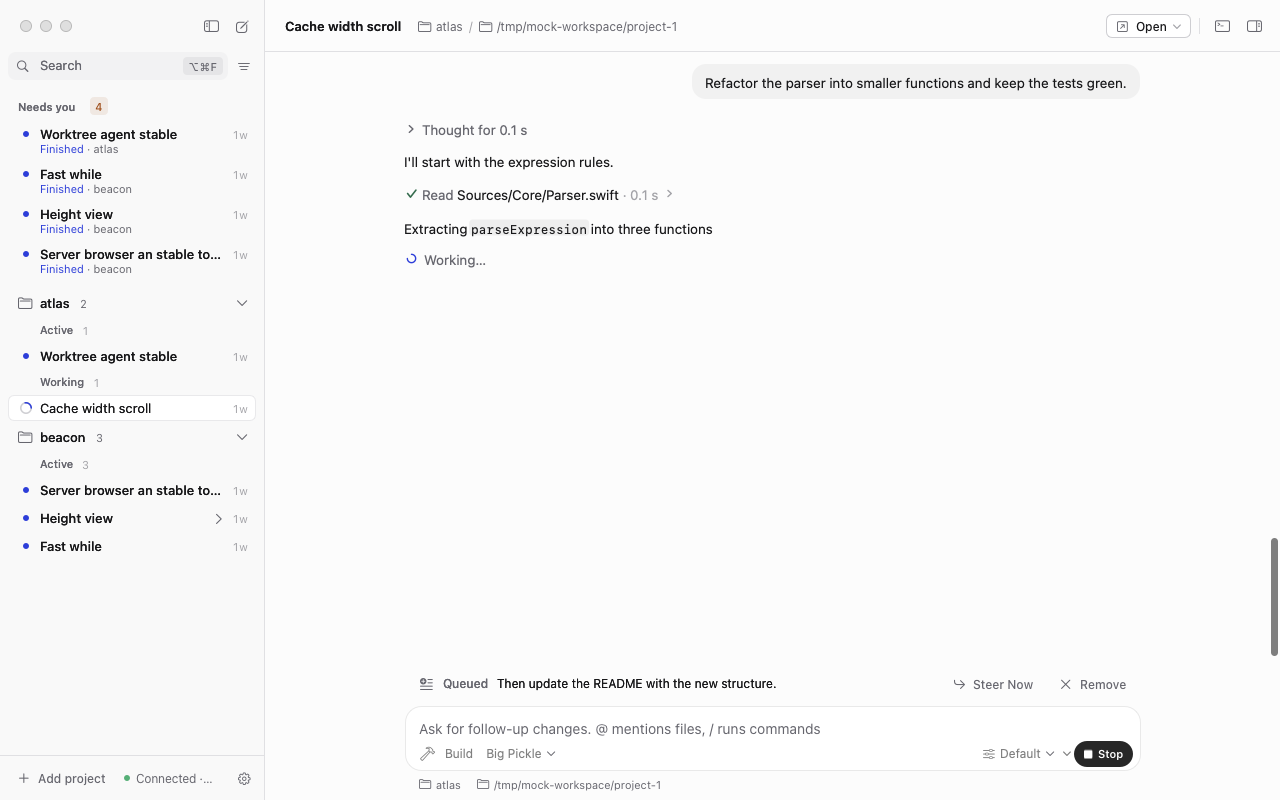 Search ⌥⌘F
Needs you 4
Worktree agent stable 1w
Finished · atlas
Fast while 1w
Finished · beacon
Height view 1w
Finished · beacon
Server browser an stable to... 1w
Finished · beacon
atlas 2
Active 1
Worktree agent stable 1w
Working 1
Cache width scroll 1w
beacon 3
Active 3
Server browser an stable to... 1w
Height view 1w
Fast while 1w
Add project Connected ·...
Cache width scroll atlas / /tmp/mock-workspace/project-1 Open
Refactor the parser into smaller functions and keep the tests green.
Thought for 0.1 s
I'll start with the expression rules.
Read Sources/Core/Parser.swift · 0.1 s
Extracting parseExpression into three functions
Working...
Queued Then update the README with the new structure. Steer Now Remove
Ask for follow-up changes. @ mentions files, / runs commands
Build Big Pickle Default Stop
atlas /tmp/mock-workspace/project-1